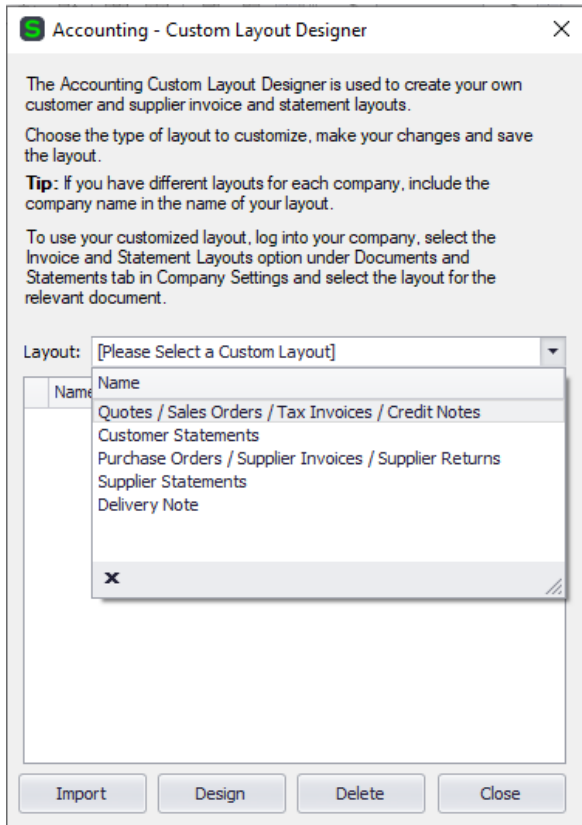 S Accounting - Custom Layout Designer
The Accounting Custom Layout Designer is used to create your own
customer and supplier invoice and statement layouts.
Choose the type of layout to customize, make your changes and save
the layout.
Tip: If you have different layouts for each company, include the
company name in the name of your layout.
To use your customized layout, log into your company, select the
Invoice and Statement Layouts option under Documents and
Statements tab in Company Settings and select the layout for the
relevant document.
Layout: [Please Select a Custom Layout]
Name
Name
Quotes / Sales Orders / Tax Invoices / Credit Notes
Customer Statements
Purchase Orders / Supplier Invoices / Supplier Returns
Supplier Statements
Delivery Note
Import Design Delete Close